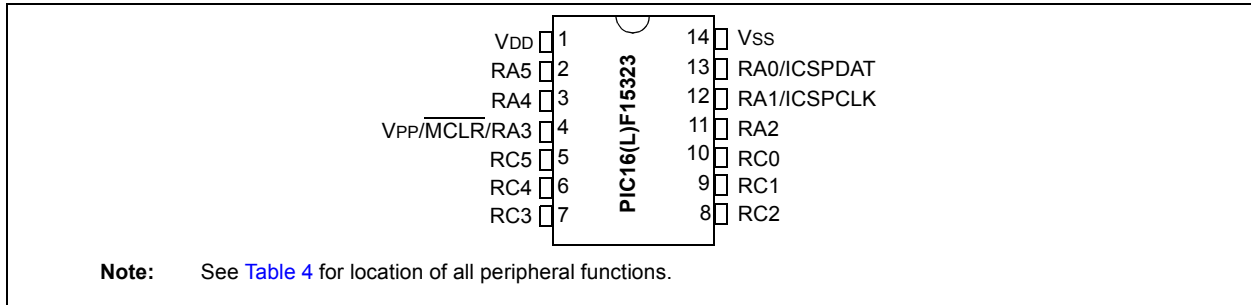 VDD 1 14 VSS
RA5 2 13 RA0/ICSPDAT
RA4 3 12 RA1/ICSPCLK
VPP/MCLR/RA3 4 11 RA2
RC5 5 10 RC0
RC4 6 9 RC1
RC3 7 8 RC2
PIC16(L)F15323
Note: See Table 4 for location of all peripheral functions.